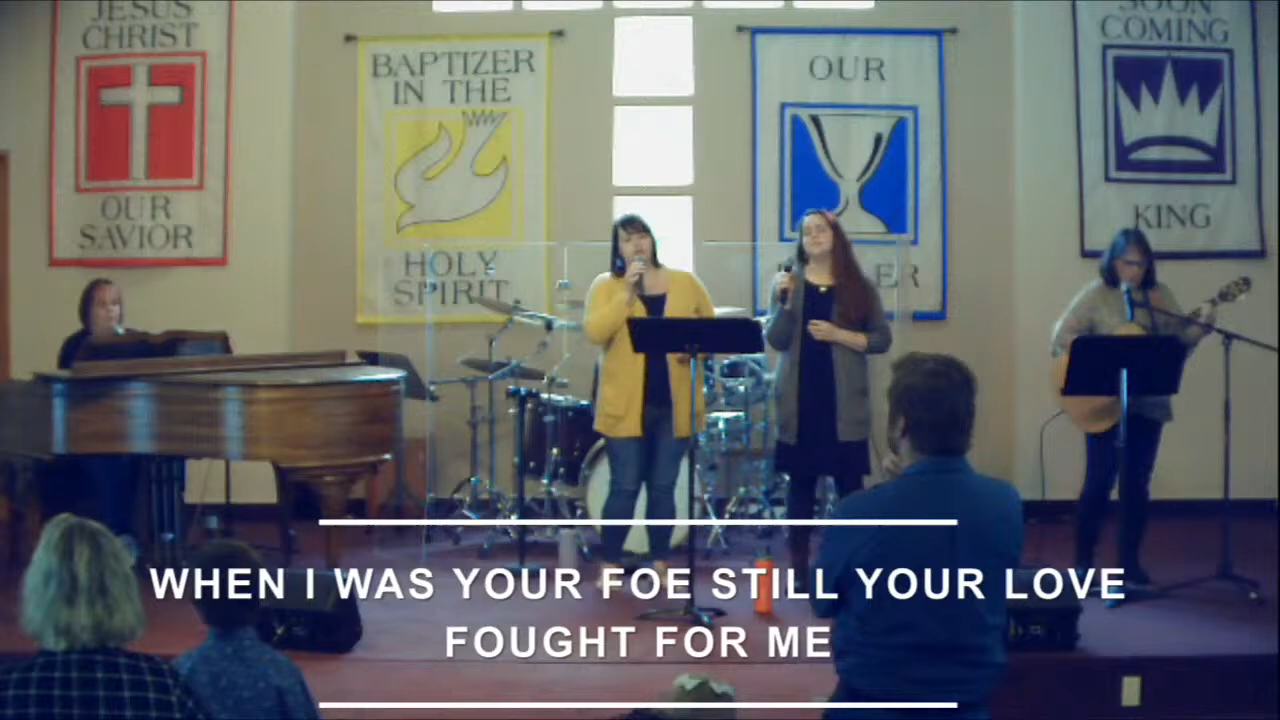 JESUS
CHRIST
OUR
SAVIOR
BAPTIZER
IN THE
HOLY
SPIRIT
OUR
SOON
COMING
KING
WHEN I WAS YOUR FOE STILL YOUR LOVE
FOUGHT FOR ME